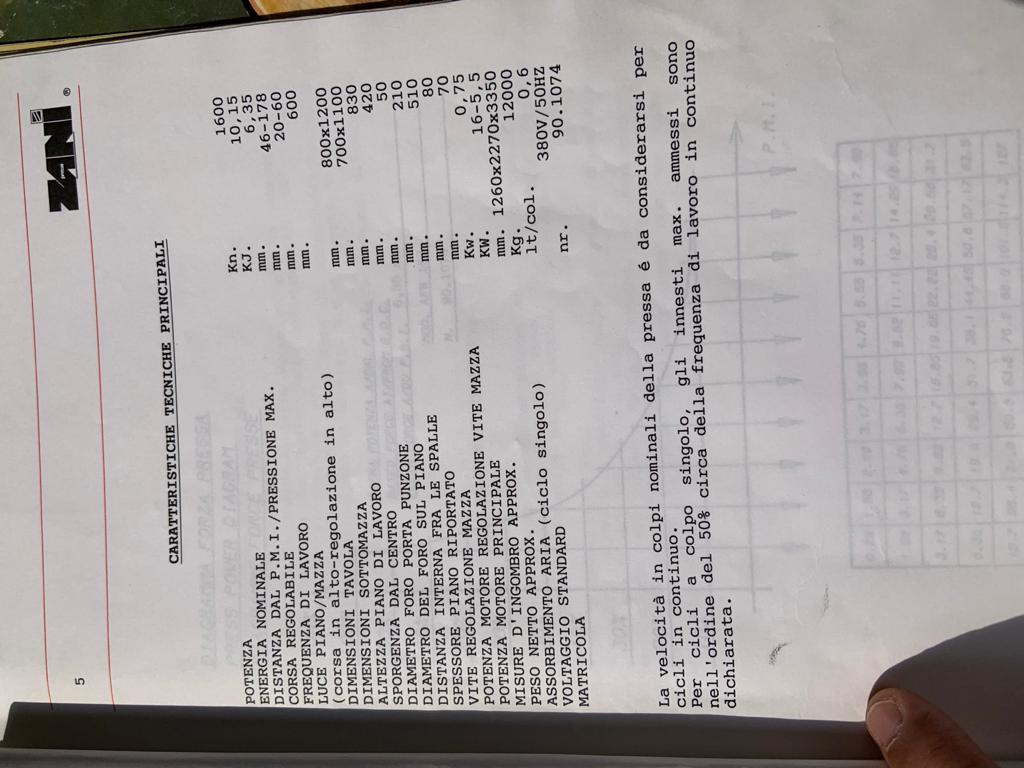 ZANI ®
5
CARATTERISTICHE TECNICHE PRINCIPALI
POTENZA Kn. 1600
ENERGIA NOMINALE KJ. 10,15
DISTANZA DAL P.M.I./PRESSIONE MAX. mm. 6,35
CORSA REGOLABILE mm. 46-178
FREQUENZA DI LAVORO mm. 20-60
LUCE PIANO/MAZZA mm. 600
(corsa in alto-regolazione in alto)
DIMENSIONI TAVOLA mm. 800x1200
DIMENSIONI SOTTOMAZZA mm. 700x1100
ALTEZZA PIANO DI LAVORO mm. 830
SPORGENZA DAL CENTRO mm. 420
DIAMETRO FORO PORTA PUNZONE mm. 50
DIAMETRO DEL FORO SUL PIANO mm. 210
DISTANZA INTERNA FRA LE SPALLE mm. 510
SPESSORE PIANO RIPORTATO mm. 80
VITE REGOLAZIONE MAZZA mm. 70
POTENZA MOTORE REGOLAZIONE VITE MAZZA Kw. 0,75
POTENZA MOTORE PRINCIPALE KW. 16-5,5
MISURE D'INGOMBRO APPROX. mm. 1260x2270x3350
PESO NETTO APPROX. Kg. 12000
ASSORBIMENTO ARIA (ciclo singolo) lt/col. 0,6
VOLTAGGIO STANDARD 380V/50HZ
MATRICOLA nr. 90.1074
La velocità in colpi nominali della pressa é da considerarsi per
cicli in continuo.
Per cicli a colpo singolo, gli innesti max. ammessi sono
nell'ordine del 50% circa della frequenza di lavoro in continuo
dichiarata.